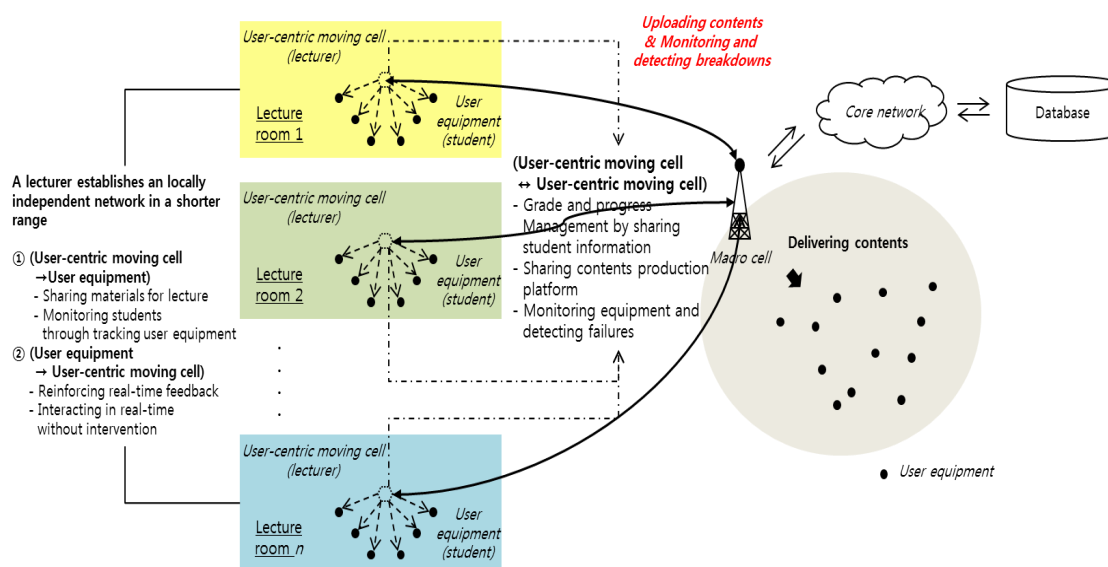 User-centric moving cell
(lecturer)
Lecture
room 1
User
equipment
(student)
Uploading contents
& Monitoring and
detecting breakdowns
Core network
Database
A lecturer establishes an locally
independent network in a shorter
range
① (User-centric moving cell
→User equipment)
- Sharing materials for lecture
- Monitoring students
through tracking user equipment
② (User equipment
→ User-centric moving cell)
- Reinforcing real-time feedback
- Interacting in real-time
without intervention
User-centric moving cell
(lecturer)
Lecture
room 2
User
equipment
(student)
(User-centric moving cell
↔ User-centric moving cell)
- Grade and progress
Management by sharing
student information
- Sharing contents production
platform
- Monitoring equipment and
detecting failures
Macro cell
Delivering contents
User-centric moving cell
(lecturer)
Lecture
room n
User
equipment
(student)
User equipment